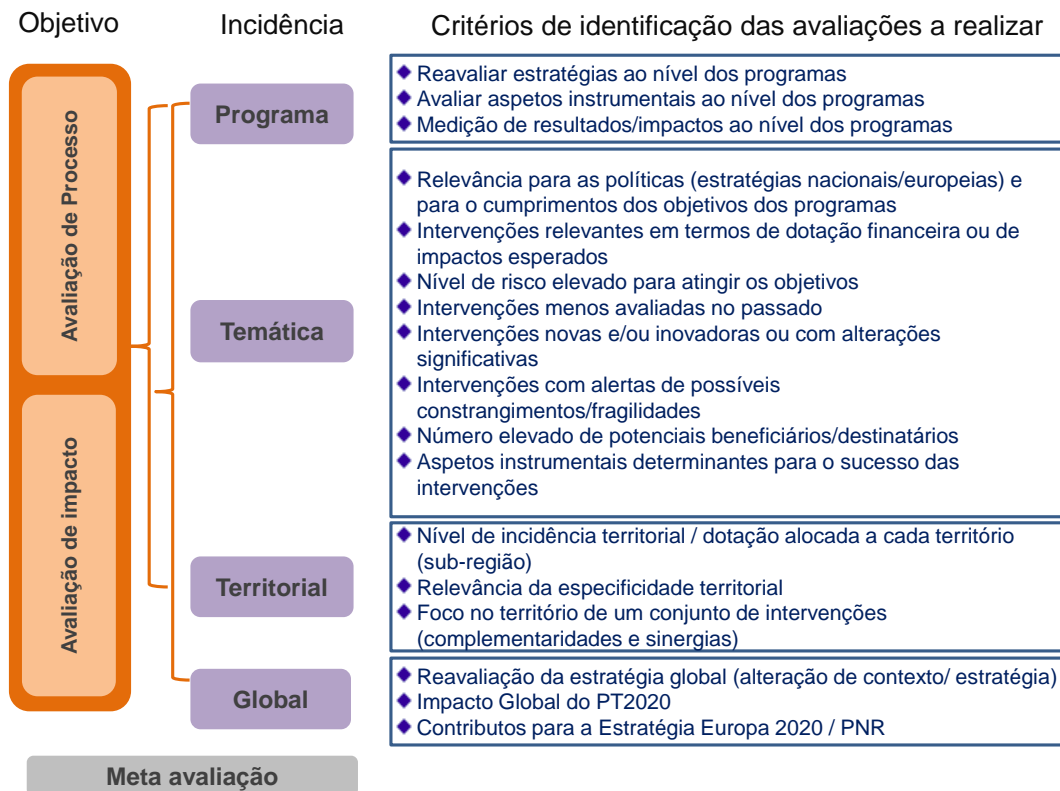 Objetivo
Incidência
Critérios de identificação das avaliações a realizar
Avaliação de Processo
Avaliação de impacto
Programa
Reavaliar estratégias ao nível dos programas
Avaliar aspetos instrumentais ao nível dos programas
Medição de resultados/impactos ao nível dos programas
Temática
Relevância para as políticas (estratégias nacionais/europeias) e
para o cumprimentos dos objetivos dos programas
Intervenções relevantes em termos de dotação financeira ou de
impactos esperados
Nível de risco elevado para atingir os objetivos
Intervenções menos avaliadas no passado
Intervenções novas e/ou inovadoras ou com alterações
significativas
Intervenções com alertas de possíveis
constrangimentos/fragilidades
Número elevado de potenciais beneficiários/destinatários
Aspetos instrumentais determinantes para o sucesso das
intervenções
Territorial
Nível de incidência territorial / dotação alocada a cada território
(sub-região)
Relevância da especificidade territorial
Foco no território de um conjunto de intervenções
(complementaridades e sinergias)
Global
Reavaliação da estratégia global (alteração de contexto/ estratégia)
Impacto Global do PT2020
Contributos para a Estratégia Europa 2020 / PNR
Meta avaliação